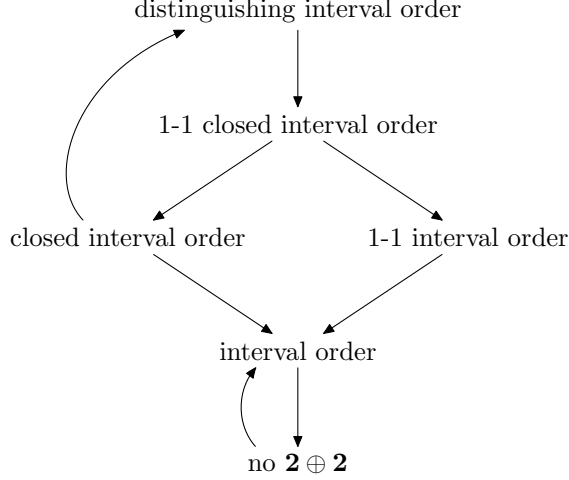 distinguishing interval order
1-1 closed interval order
closed interval order
1-1 interval order
interval order
no 2 ⊕ 2